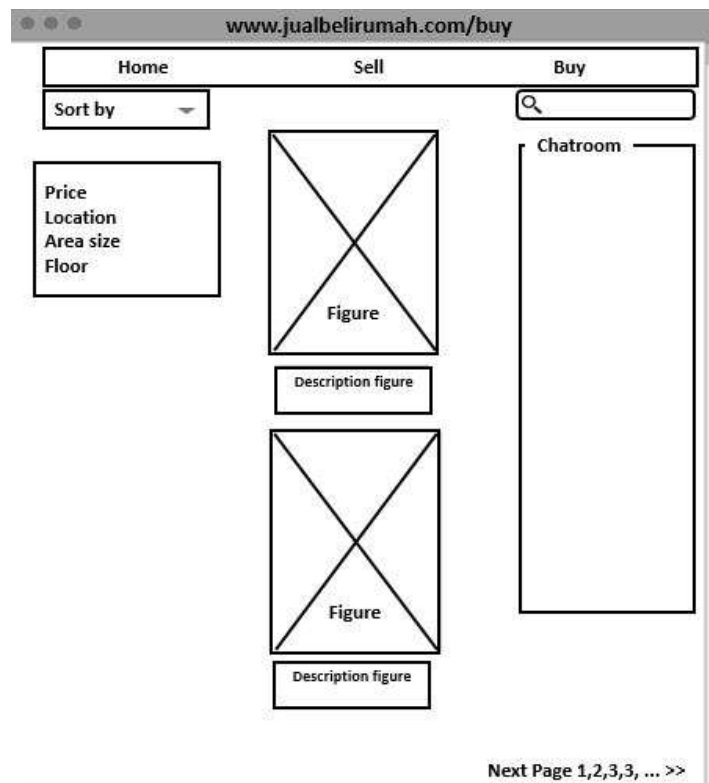 www.jualbelirumah.com/buy
Home Sell Buy
Sort by
Chatroom
Price
Location
Area size
Floor
Figure
Description figure
Figure
Description figure
Next Page 1,2,3,3, ... >>